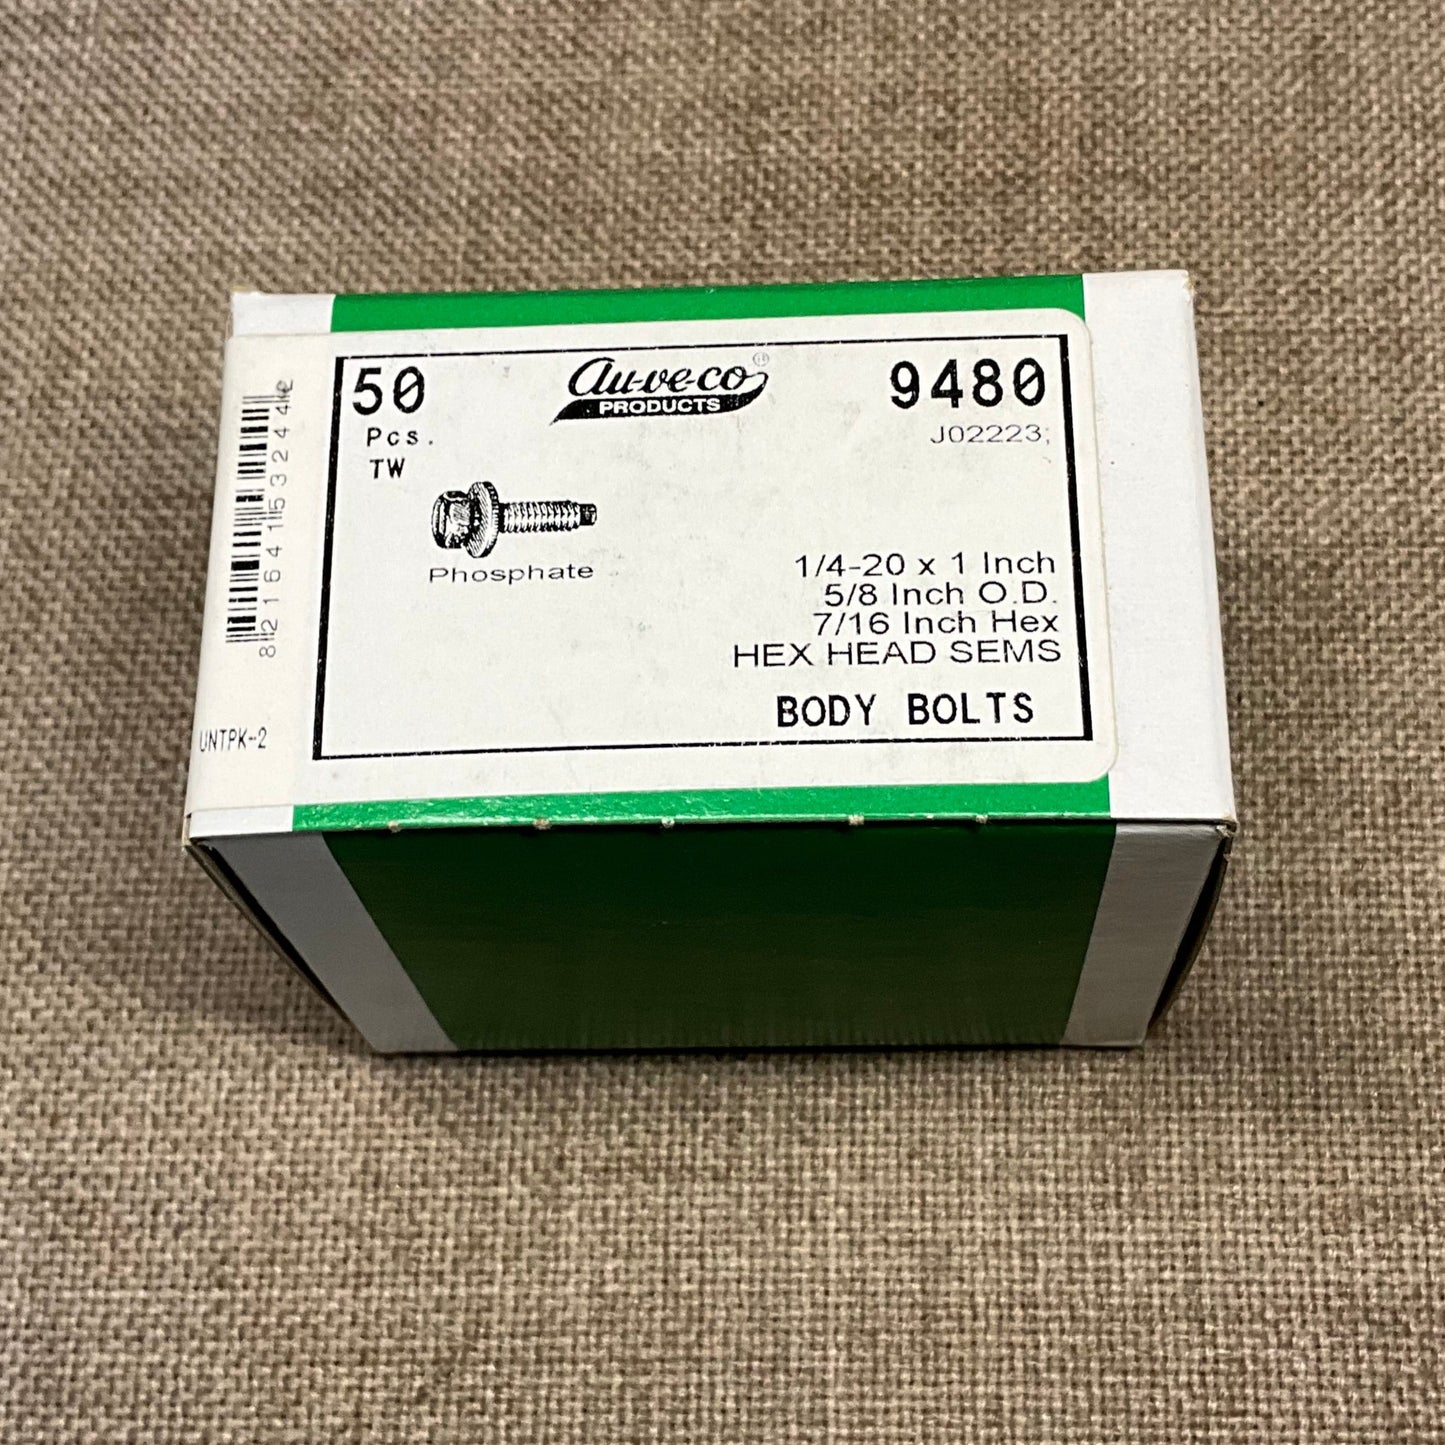 50
Pcs.
TW
au-ve-co®
PRODUCTS
9480
J02223;
Phosphate
1/4-20 x 1 Inch
5/8 Inch O.D.
7/16 Inch Hex
HEX HEAD SEMS
BODY BOLTS
UNTPK-2